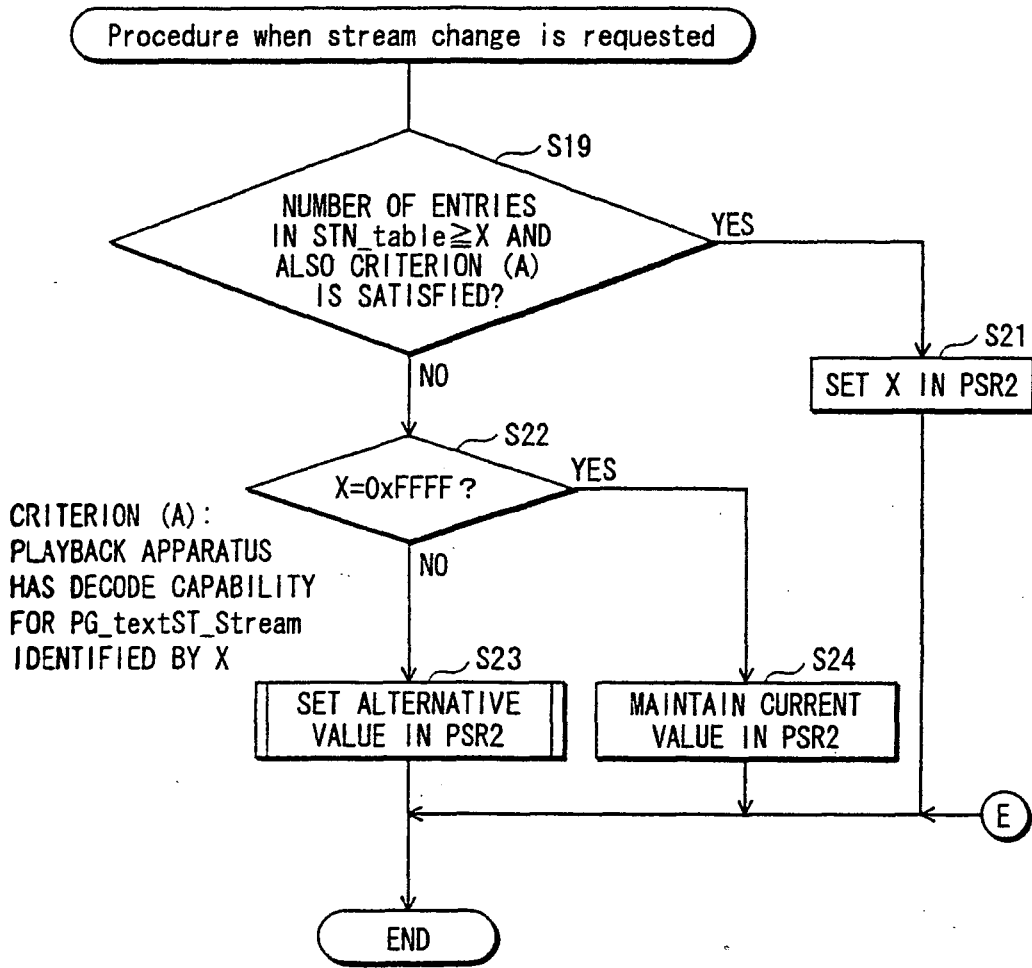 Procedure when stream change is requested
S19
NUMBER OF ENTRIES
IN STN_table≧X AND
ALSO CRITERION (A)
IS SATISFIED?
YES
NO
S21
SET X IN PSR2
S22
X=0xFFFF?
YES
NO
CRITERION (A):
PLAYBACK APPARATUS
HAS DECODE CAPABILITY
FOR PG_textST_Stream
IDENTIFIED BY X
S23
SET ALTERNATIVE
VALUE IN PSR2
S24
MAINTAIN CURRENT
VALUE IN PSR2
E
END